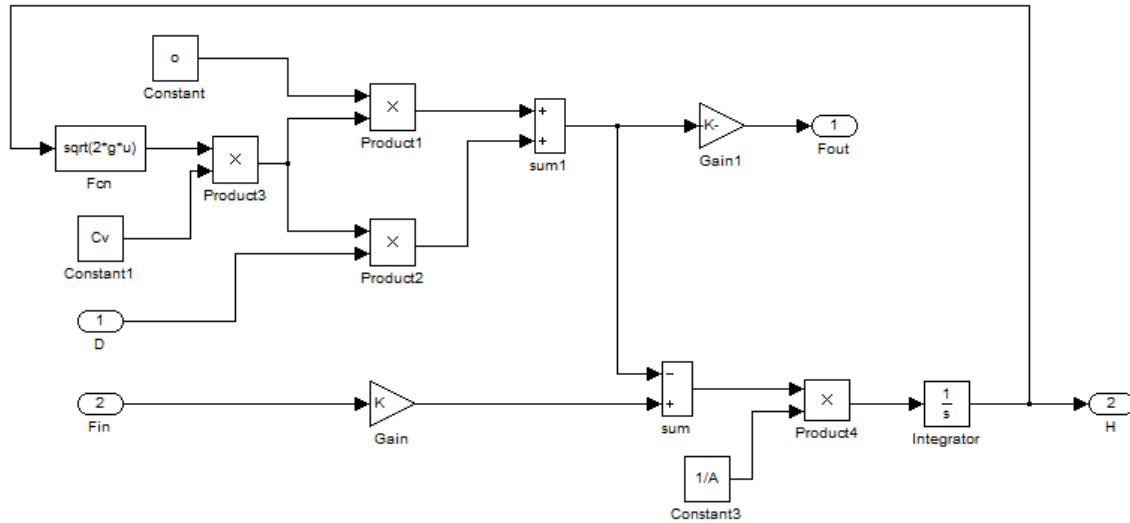 o
Constant
×
Product1
+
+
sum1
K-
Gain1
1
Fout
sqrt(2*g*u)
Fcn
×
Product3
Cv
Constant1
×
Product2
1
D
2
Fin
K
Gain
−
+
sum
×
Product4
1
s
Integrator
2
H
1/A
Constant3